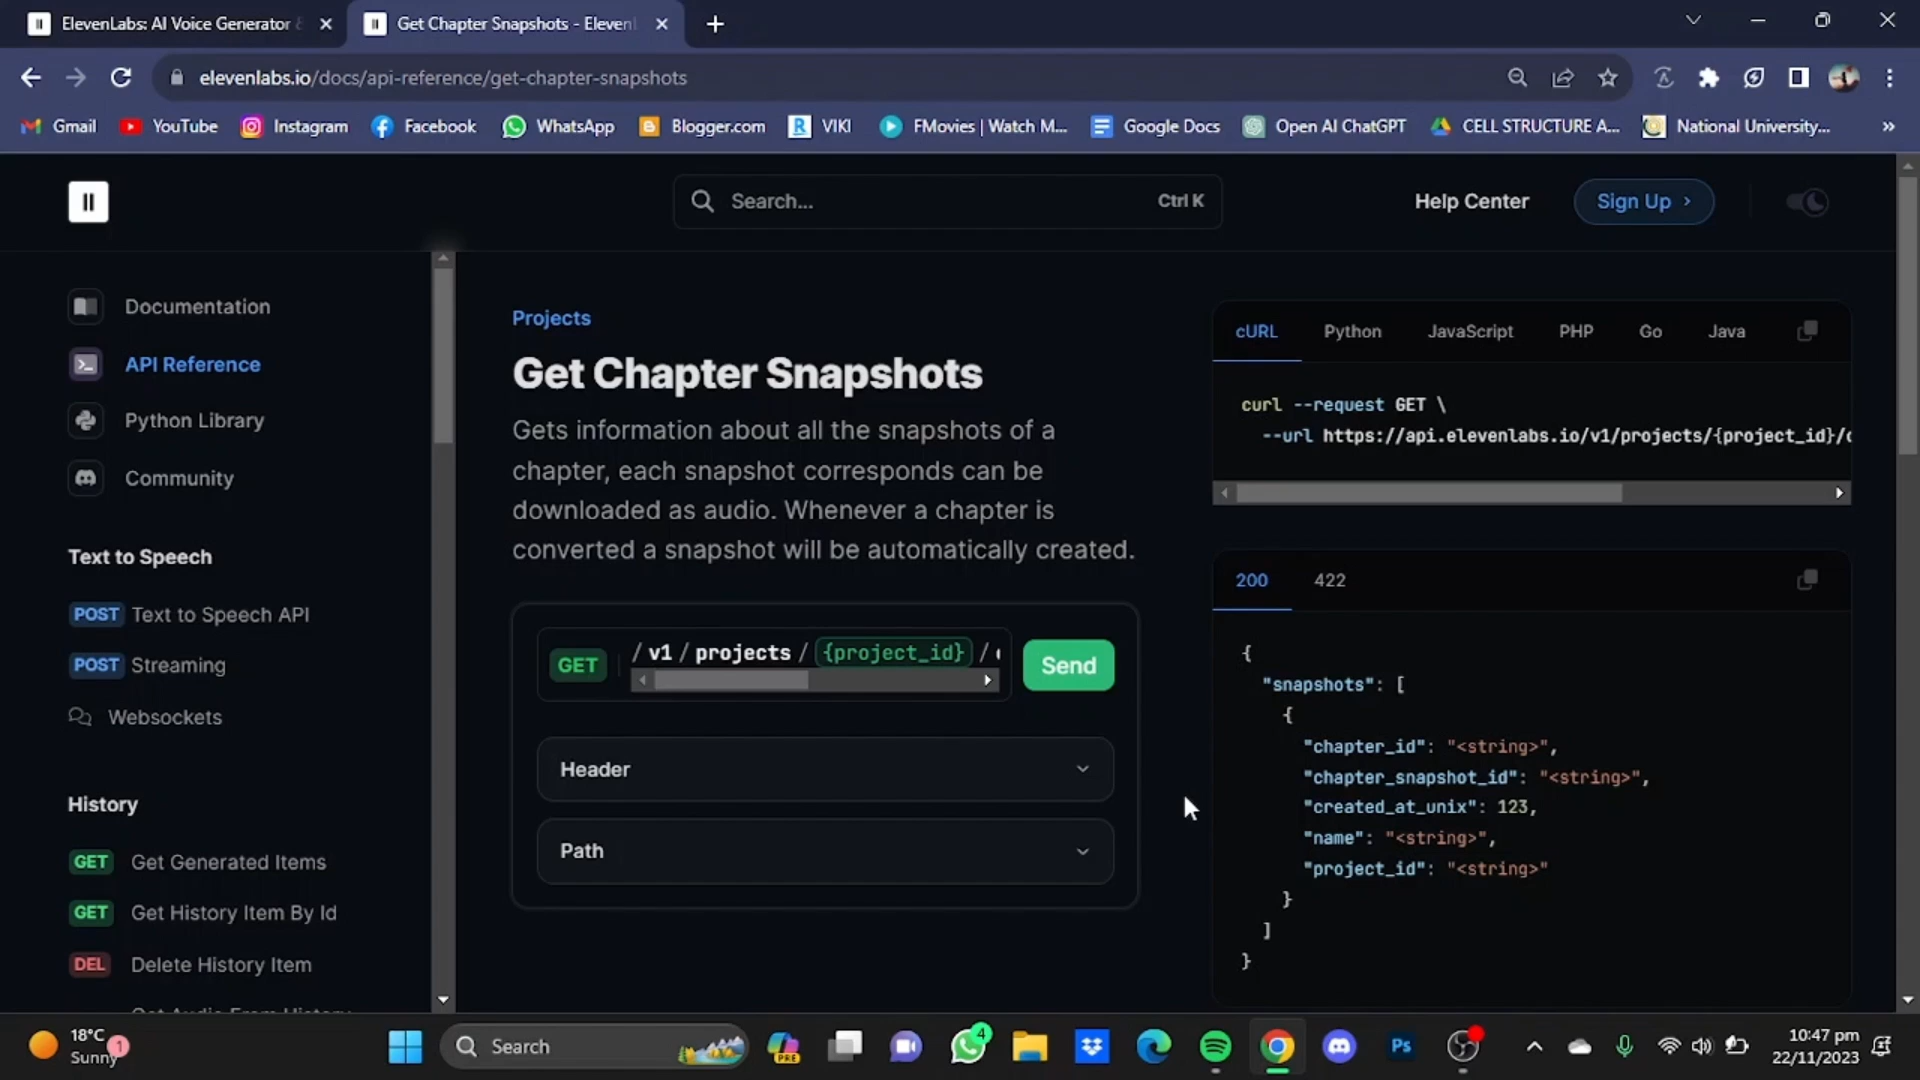 ElevenLabs: AI Voice Generator
Get Chapter Snapshots - Eleven
elevenlabs.io/docs/api-reference/get-chapter-snapshots
Gmail
YouTube
Instagram
Facebook
WhatsApp
Blogger.com
VIKI
FMovies | Watch M...
Google Docs
Open AI ChatGPT
CELL STRUCTURE A...
National University...
»
Search...
Ctrl K
Help Center
Sign Up ›
Documentation
API Reference
Python Library
Community
Text to Speech
POST Text to Speech API
POST Streaming
Websockets
History
GET Get Generated Items
GET Get History Item By Id
DEL Delete History Item
Projects
Get Chapter Snapshots
Gets information about all the snapshots of a
chapter, each snapshot corresponds can be
downloaded as audio. Whenever a chapter is
converted a snapshot will be automatically created.
GET / v1 / projects / {project_id} /
Send
Header
Path
cURL Python JavaScript PHP Go Java
curl --request GET \
--url https://api.elevenlabs.io/v1/projects/{project_id}/
200 422
{
"snapshots": [
{
"chapter_id": "<string>",
"chapter_snapshot_id": "<string>",
"created_at_unix": 123,
"name": "<string>",
"project_id": "<string>"
}
]
}
18°C
Sunny
1
Search
PRE
4
Ps
10:47 pm
22/11/2023